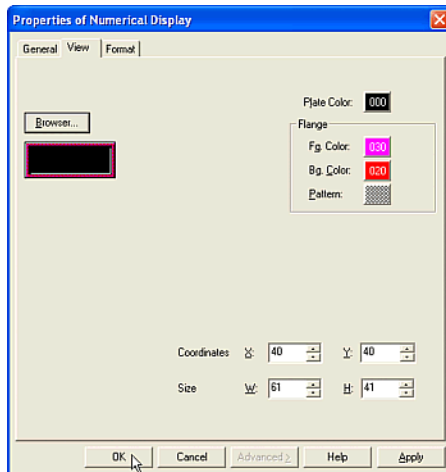 Properties of Numerical Display
General View Format
Plate Color: 000
Browser...
Flange
Fg. Color: 030
Bg. Color: 020
Pattern:
Coordinates X: 40 Y: 40
Size W: 61 H: 41
OK Cancel Advanced > Help Apply